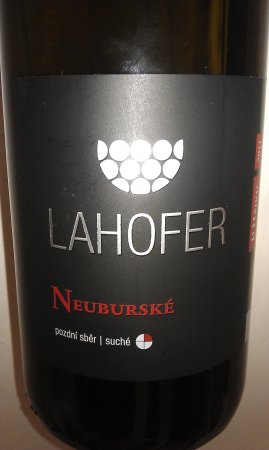 LAHOFER
NEUBURSKÉ
pozdní sběr | suché